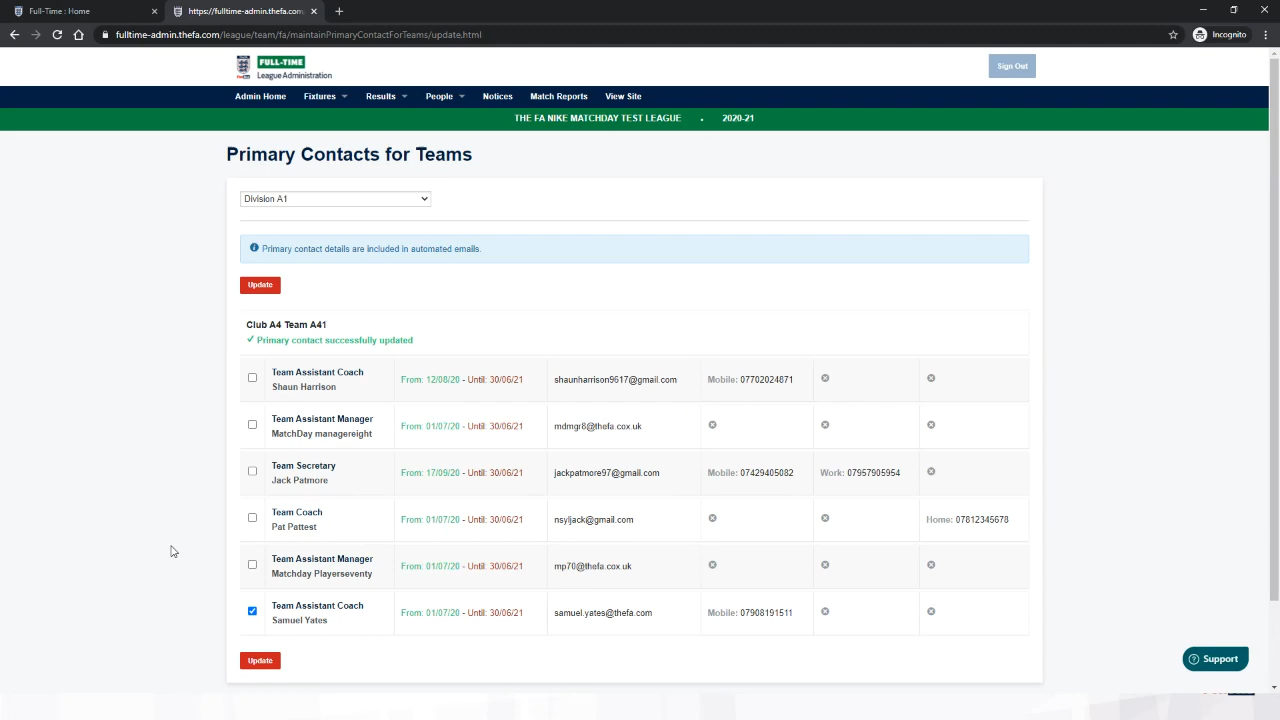 Full-Time : Home
https://fulltime-admin.thefa.com
fulltime-admin.thefa.com/league/team/fa/maintainPrimaryContactForTeams/update.html
Incognito
FULL-TIME
League Administration
Sign Out
Admin Home Fixtures Results People Notices Match Reports View Site
THE FA NIKE MATCHDAY TEST LEAGUE . 2020-21
Primary Contacts for Teams
Division A1
Primary contact details are included in automated emails.
Update
Club A4 Team A41
Primary contact successfully updated
Team Assistant Coach
Shaun Harrison
From: 12/08/20 - Until: 30/06/21 shaunharrison9617@gmail.com Mobile: 07702024871
Team Assistant Manager
MatchDay managereight
From: 01/07/20 - Until: 30/06/21 mdmgr8@thefa.cox.uk
Team Secretary
Jack Patmore
From: 17/09/20 - Until: 30/06/21 jackpatmore97@gmail.com Mobile: 07429405082 Work: 07957905954
Team Coach
Pat Pattest
From: 01/07/20 - Until: 30/06/21 nsyljack@gmail.com Home: 07812345678
Team Assistant Manager
Matchday Playerseventy
From: 01/07/20 - Until: 30/06/21 mp70@thefa.cox.uk
Team Assistant Coach
Samuel Yates
From: 01/07/20 - Until: 30/06/21 samuel.yates@thefa.com Mobile: 07908191511
Update
Support